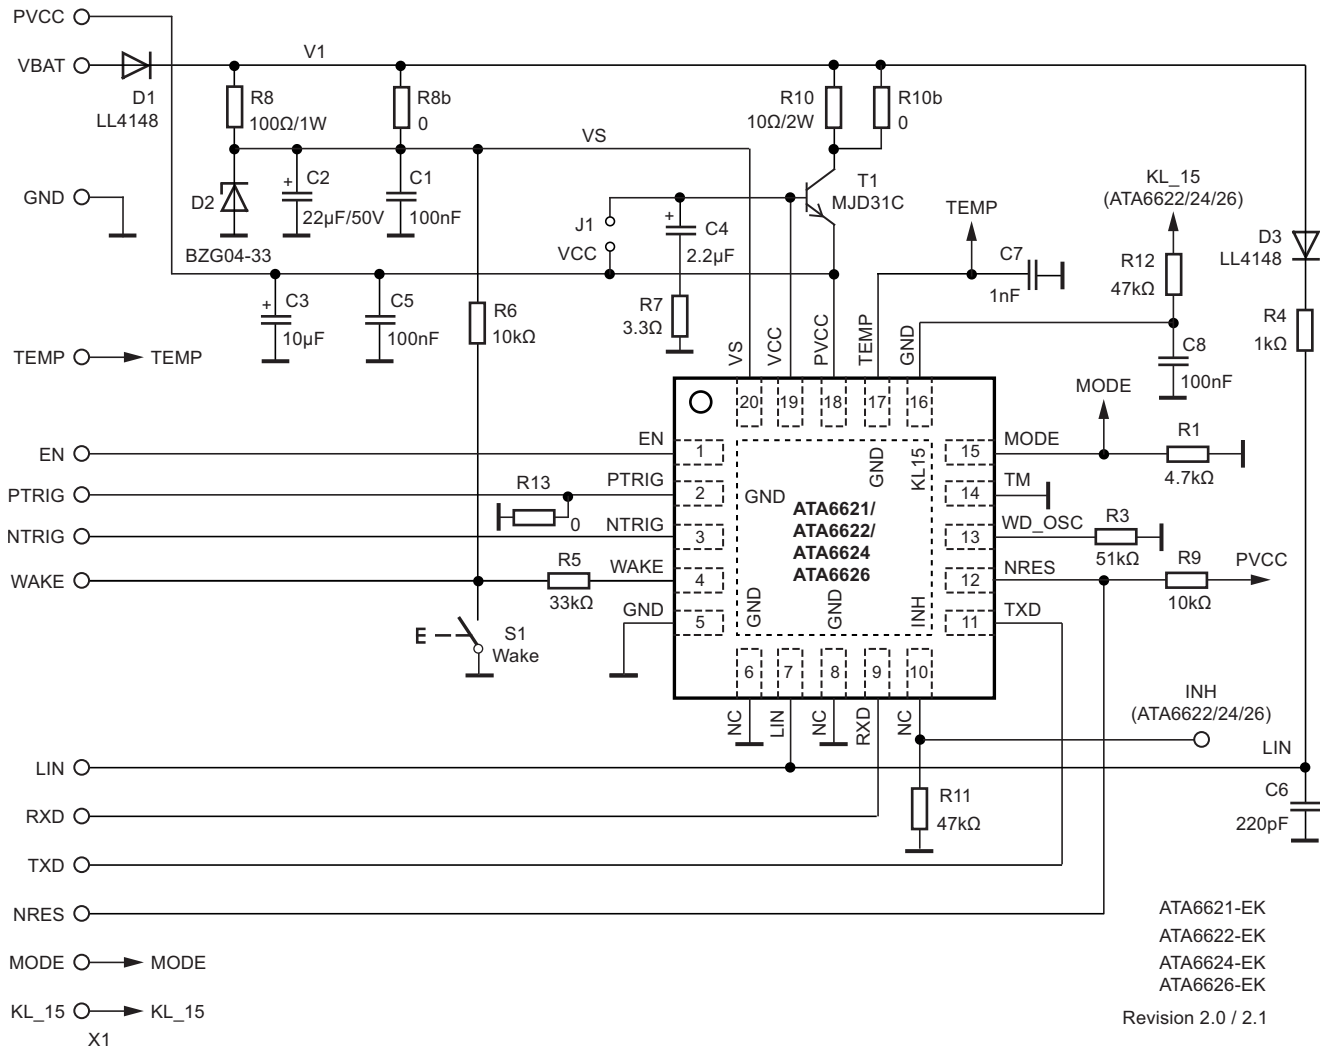 PVCC
VBAT
D1
LL4148
V1
R8
100Ω/1W
R8b
0
VS
R10
10Ω/2W
R10b
0
GND
D2
BZG04-33
+
C2
22µF/50V
C1
100nF
J1
VCC
+
C4
2.2µF
T1
MJD31C
TEMP
C7
1nF
KL_15
(ATA6622/24/26)
R12
47kΩ
D3
LL4148
+
C3
10µF
C5
100nF
R6
10kΩ
R7
3.3Ω
R4
1kΩ
C8
100nF
TEMP
TEMP
VS
VCC
PVCC
TEMP
GND
20
19
18
17
16
MODE
EN
EN
1
15
MODE
R1
4.7kΩ
PTRIG
R13
0
PTRIG
2
14
TM
NTRIG
NTRIG
3
13
WD_OSC
R3
51kΩ
WAKE
R5
33kΩ
WAKE
4
12
NRES
R9
10kΩ
PVCC
GND
5
11
TXD
GND
GND
KL15
ATA6621/
ATA6622/
ATA6624
ATA6626
GND
GND
INH
E
S1
Wake
6
7
8
9
10
NC
LIN
NC
RXD
NC
INH
(ATA6622/24/26)
LIN
LIN
R11
47kΩ
C6
220pF
RXD
TXD
NRES
MODE
MODE
KL_15
KL_15
X1
ATA6621-EK
ATA6622-EK
ATA6624-EK
ATA6626-EK
Revision 2.0 / 2.1